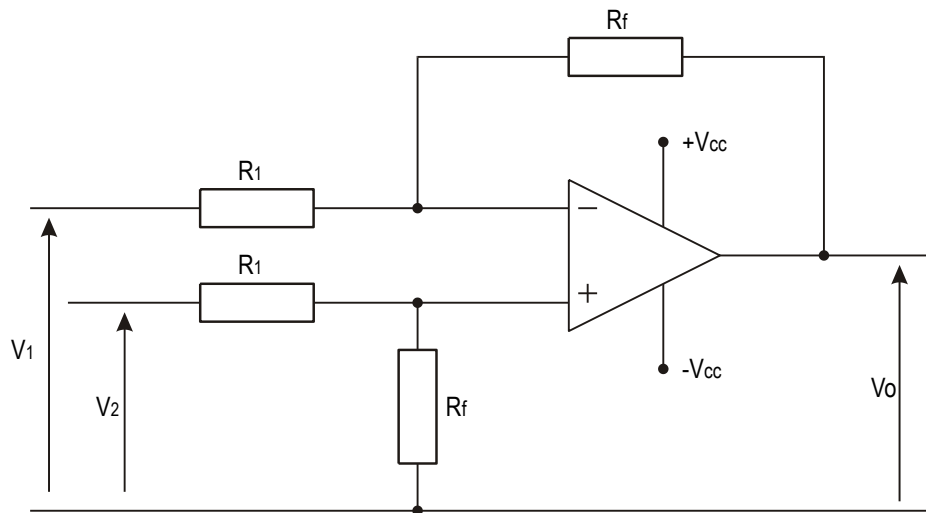 Rf
+Vcc
R1
−
R1
+
V1
-Vcc
V2
Rf
Vo